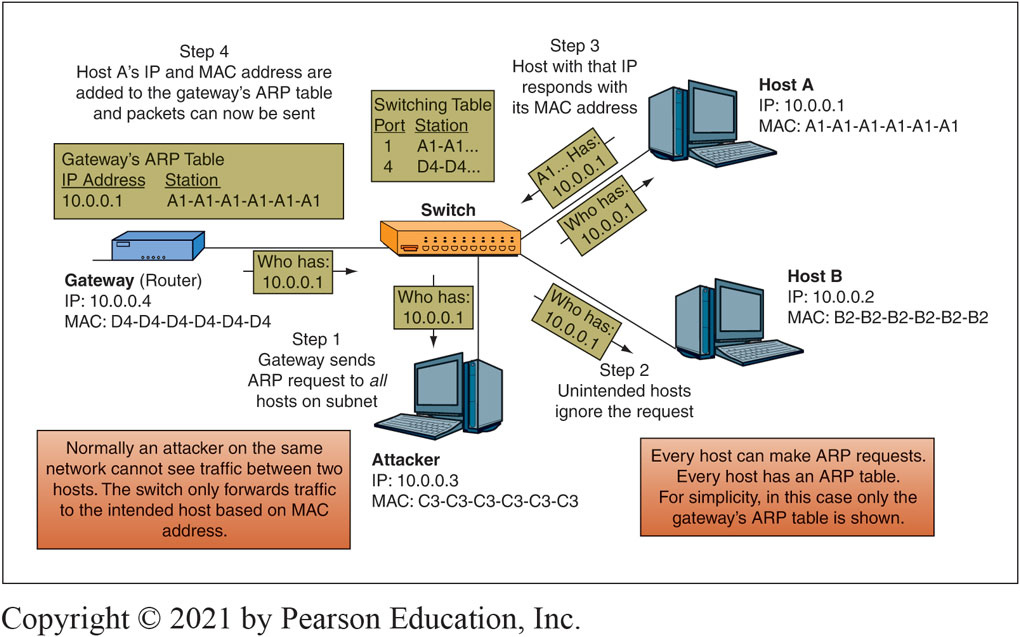 Step 4
Host A's IP and MAC address are
added to the gateway's ARP table
and packets can now be sent
Gateway's ARP Table
IP Address Station
10.0.0.1 A1-A1-A1-A1-A1-A1
Switching Table
Port Station
1 A1-A1...
4 D4-D4...
Step 3
Host with that IP
responds with
its MAC address
A1... Has:
10.0.0.1
Who has:
10.0.0.1
Host A
IP: 10.0.0.1
MAC: A1-A1-A1-A1-A1-A1
Switch
Gateway (Router)
IP: 10.0.0.4
MAC: D4-D4-D4-D4-D4-D4
Who has:
10.0.0.1
Who has:
10.0.0.1
Who has:
10.0.0.1
Host B
IP: 10.0.0.2
MAC: B2-B2-B2-B2-B2-B2
Step 1
Gateway sends
ARP request to all
hosts on subnet
Step 2
Unintended hosts
ignore the request
Attacker
IP: 10.0.0.3
MAC: C3-C3-C3-C3-C3-C3
Normally an attacker on the same
network cannot see traffic between two
hosts. The switch only forwards traffic
to the intended host based on MAC
address.
Every host can make ARP requests.
Every host has an ARP table.
For simplicity, in this case only the
gateway's ARP table is shown.
Copyright © 2021 by Pearson Education, Inc.